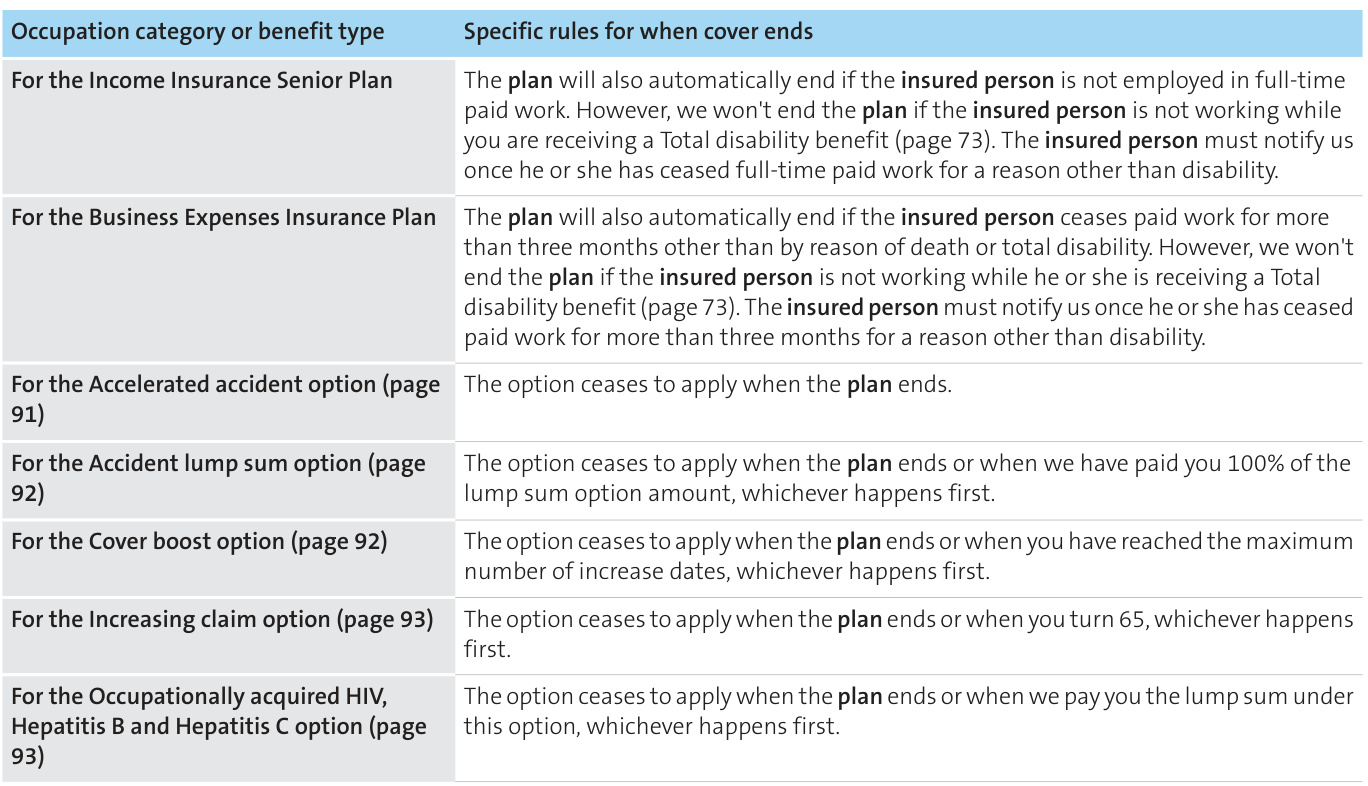 Occupation category or benefit type
Specific rules for when cover ends
For the Income Insurance Senior Plan
The plan will also automatically end if the insured person is not employed in full-time
paid work. However, we won't end the plan if the insured person is not working while
you are receiving a Total disability benefit (page 73). The insured person must notify us
once he or she has ceased full-time paid work for a reason other than disability.
For the Business Expenses Insurance Plan
The plan will also automatically end if the insured person ceases paid work for more
than three months other than by reason of death or total disability. However, we won't
end the plan if the insured person is not working while he or she is receiving a Total
disability benefit (page 73). The insured person must notify us once he or she has ceased
paid work for more than three months for a reason other than disability.
For the Accelerated accident option (page
91)
The option ceases to apply when the plan ends.
For the Accident lump sum option (page
92)
The option ceases to apply when the plan ends or when we have paid you 100% of the
lump sum option amount, whichever happens first.
For the Cover boost option (page 92)
The option ceases to apply when the plan ends or when you have reached the maximum
number of increase dates, whichever happens first.
For the Increasing claim option (page 93)
The option ceases to apply when the plan ends or when you turn 65, whichever happens
first.
For the Occupationally acquired HIV,
Hepatitis B and Hepatitis C option (page
93)
The option ceases to apply when the plan ends or when we pay you the lump sum under
this option, whichever happens first.